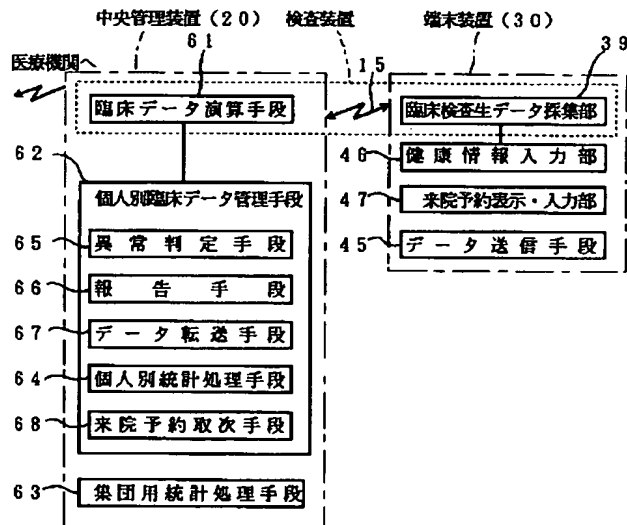 中央管理装置(20) 検査装置 端末装置(30)
61 39
医療機関へ 15
臨床データ演算手段 臨床検査生データ採集部
62 46 健康情報入力部
個人別臨床データ管理手段 47 来院予約表示・入力部
65 異常判定手段 45 データ送信手段
66 報告手段
67 データ転送手段
64 個人別統計処理手段
68 来院予約取次手段
63 集団用統計処理手段